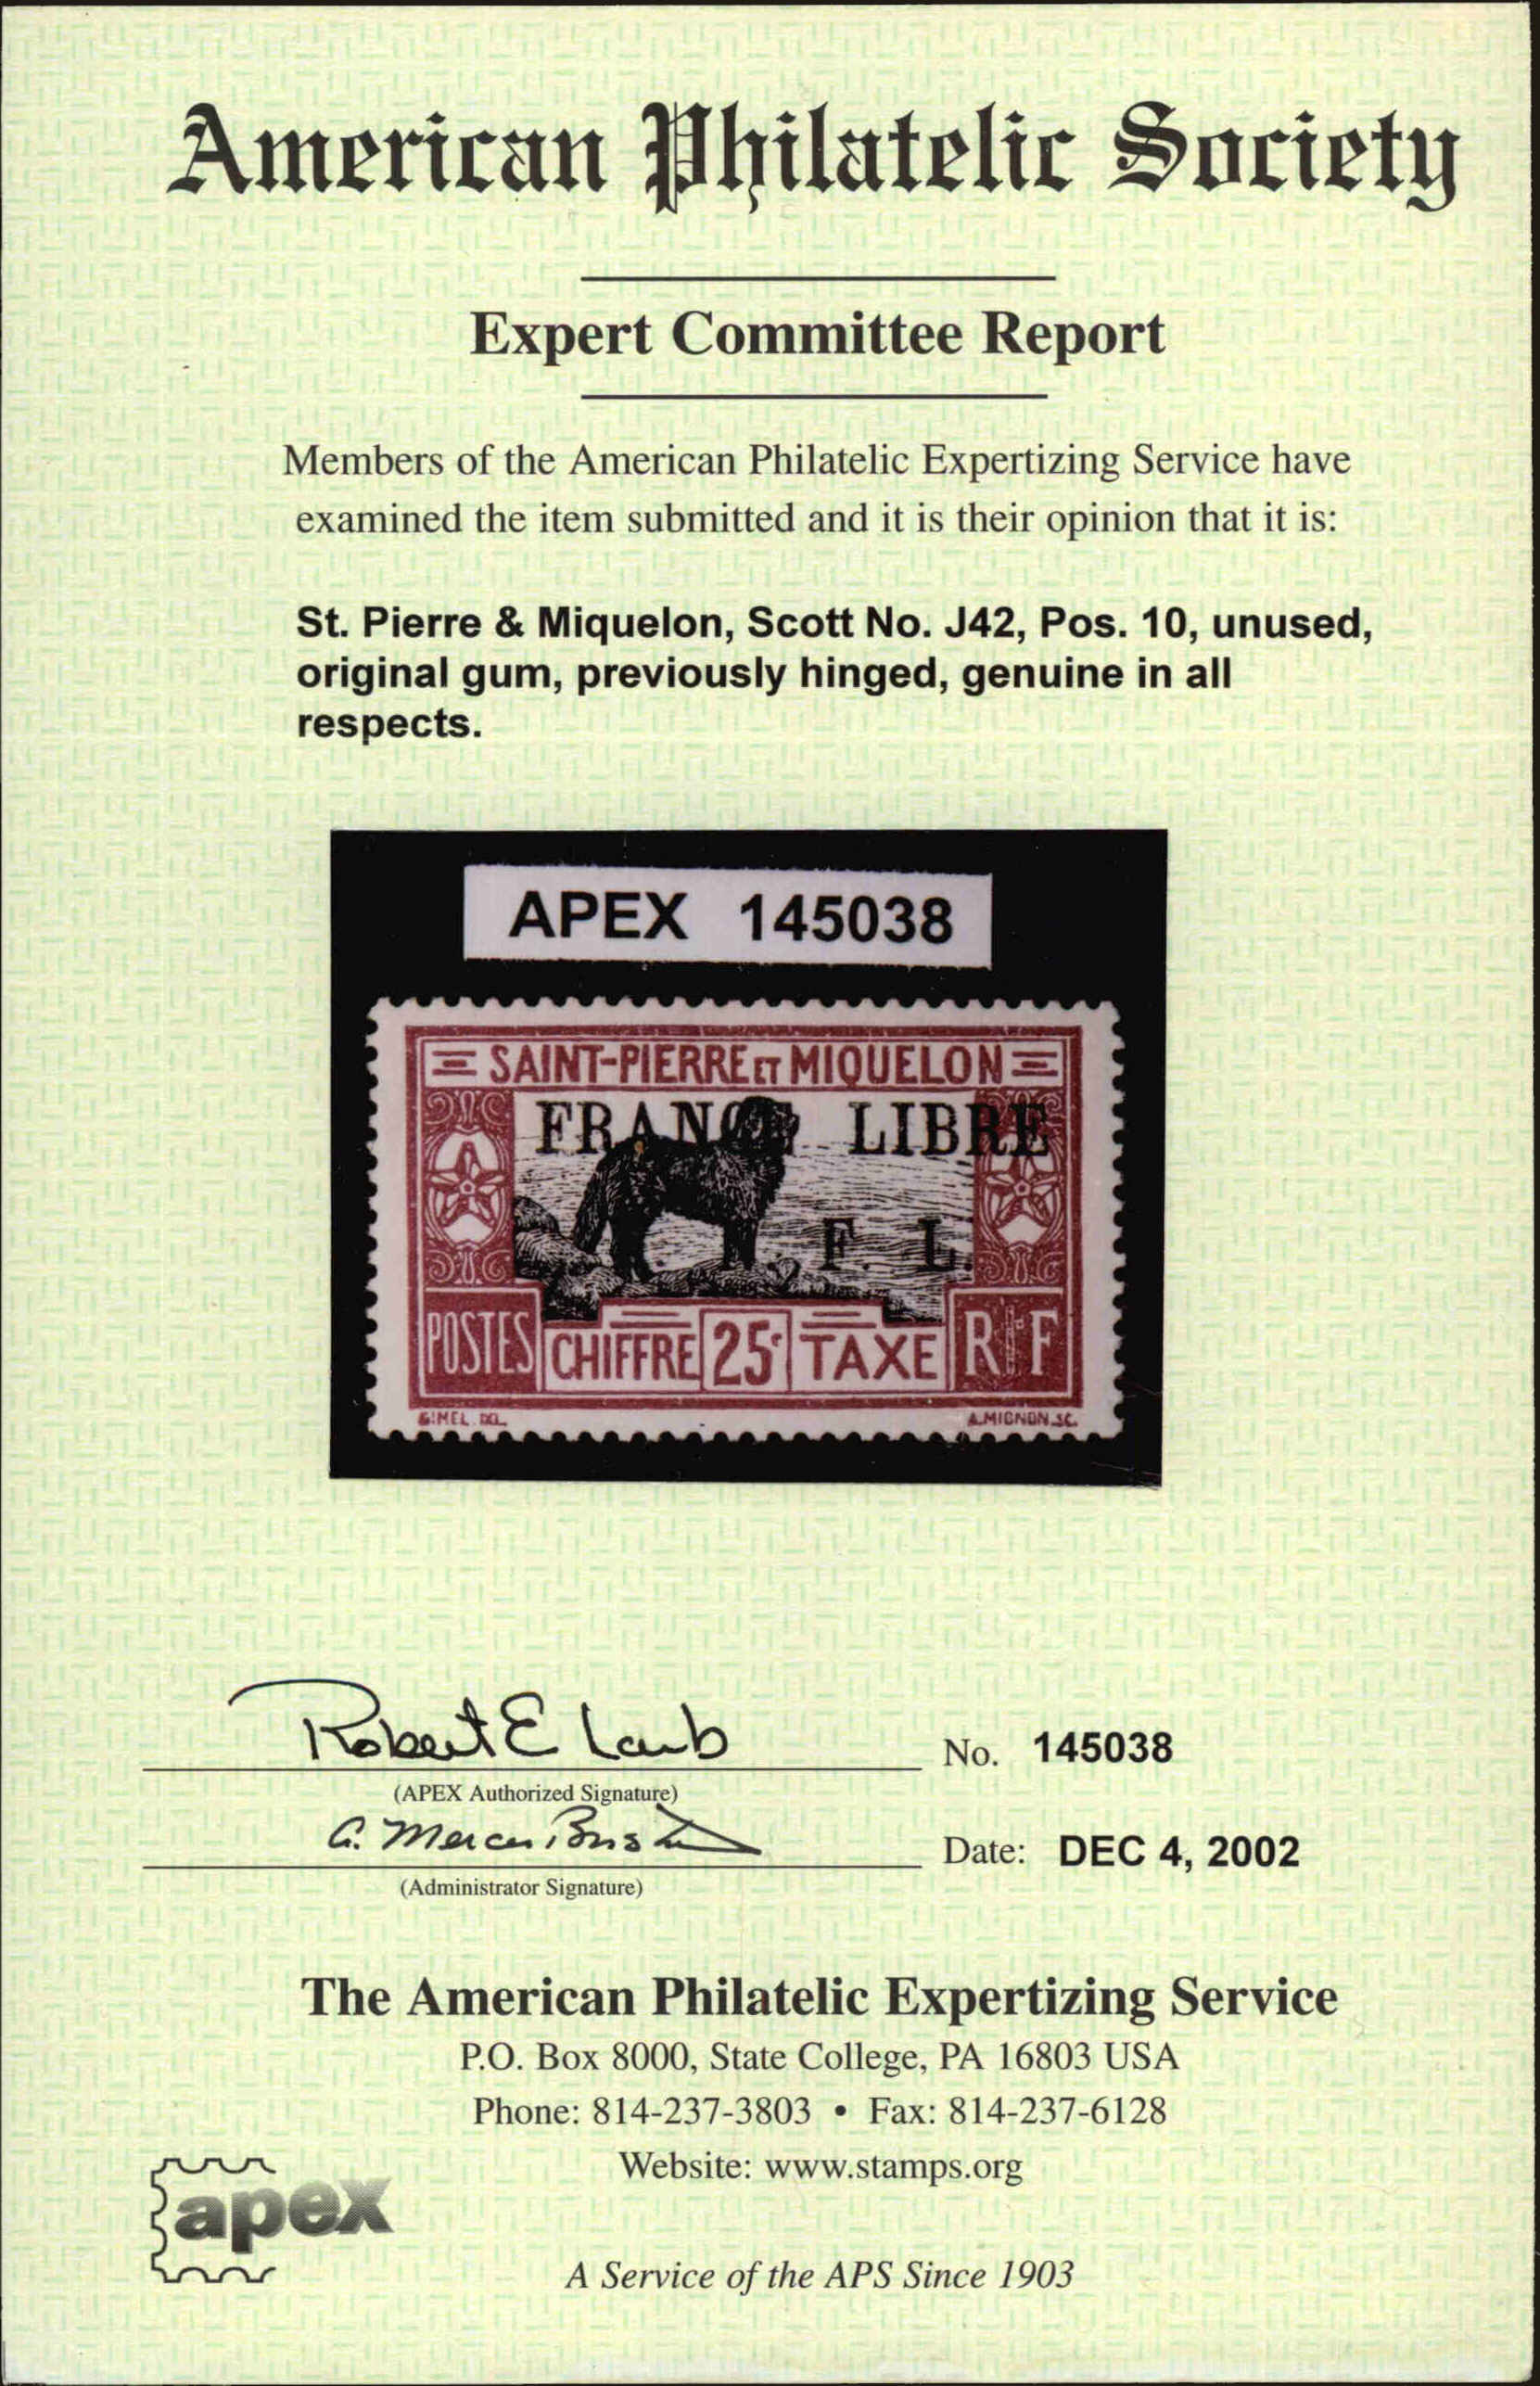 American Philatelic Society
Expert Committee Report
Members of the American Philatelic Expertizing Service have
examined the item submitted and it is their opinion that it is:
St. Pierre & Miquelon, Scott No. J42, Pos. 10, unused,
original gum, previously hinged, genuine in all
respects.
APEX 145038
SAINT-PIERRE ET MIQUELON
FRANCE LIBRE
F. N. F. L.
POSTES CHIFFRE 25c TAXE RF
A.MIGNON.SC.
Robert E Laub
No. 145038
(APEX Authorized Signature)
G. Mercer
Date: DEC 4, 2002
(Administrator Signature)
The American Philatelic Expertizing Service
P.O. Box 8000, State College, PA 16803 USA
Phone: 814-237-3803 • Fax: 814-237-6128
Website: www.stamps.org
apex
A Service of the APS Since 1903